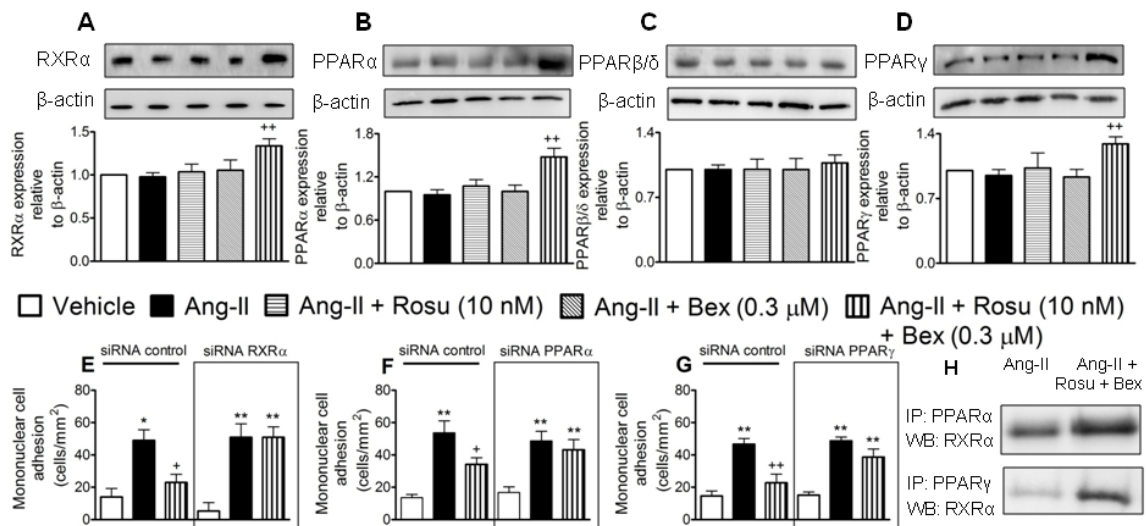 A
B
C
D
RXRα
PPARα
PPARβ/δ
PPARγ
β-actin
β-actin
β-actin
β-actin
RXRα expression
relative
to β-actin
1.5
1.0
0.5
0.0
++
PPARα expression
relative
to β-actin
1.8
1.2
0.6
0.0
++
PPARβ/δ expression
relative
to β-actin
1.4
0.7
0.0
PPARγ expression
relative
to β-actin
1.4
0.7
0.0
++
Vehicle
Ang-II
Ang-II + Rosu (10 nM)
Ang-II + Bex (0.3 μM)
Ang-II + Rosu (10 nM)
+ Bex (0.3 μM)
E
siRNA control
siRNA RXRα
Mononuclear cell
adhesion
(cells/mm²)
80
60
40
20
0
*
+
**
**
F
siRNA control
siRNA PPARα
Mononuclear cell
adhesion
(cells/mm²)
80
60
40
20
0
**
+
**
**
G
siRNA control
siRNA PPARγ
Mononuclear cell
adhesion
(cells/mm²)
80
60
40
20
0
**
++
**
**
H
Ang-II
Ang-II +
Rosu + Bex
IP: PPARα
WB: RXRα
IP: PPARγ
WB: RXRα